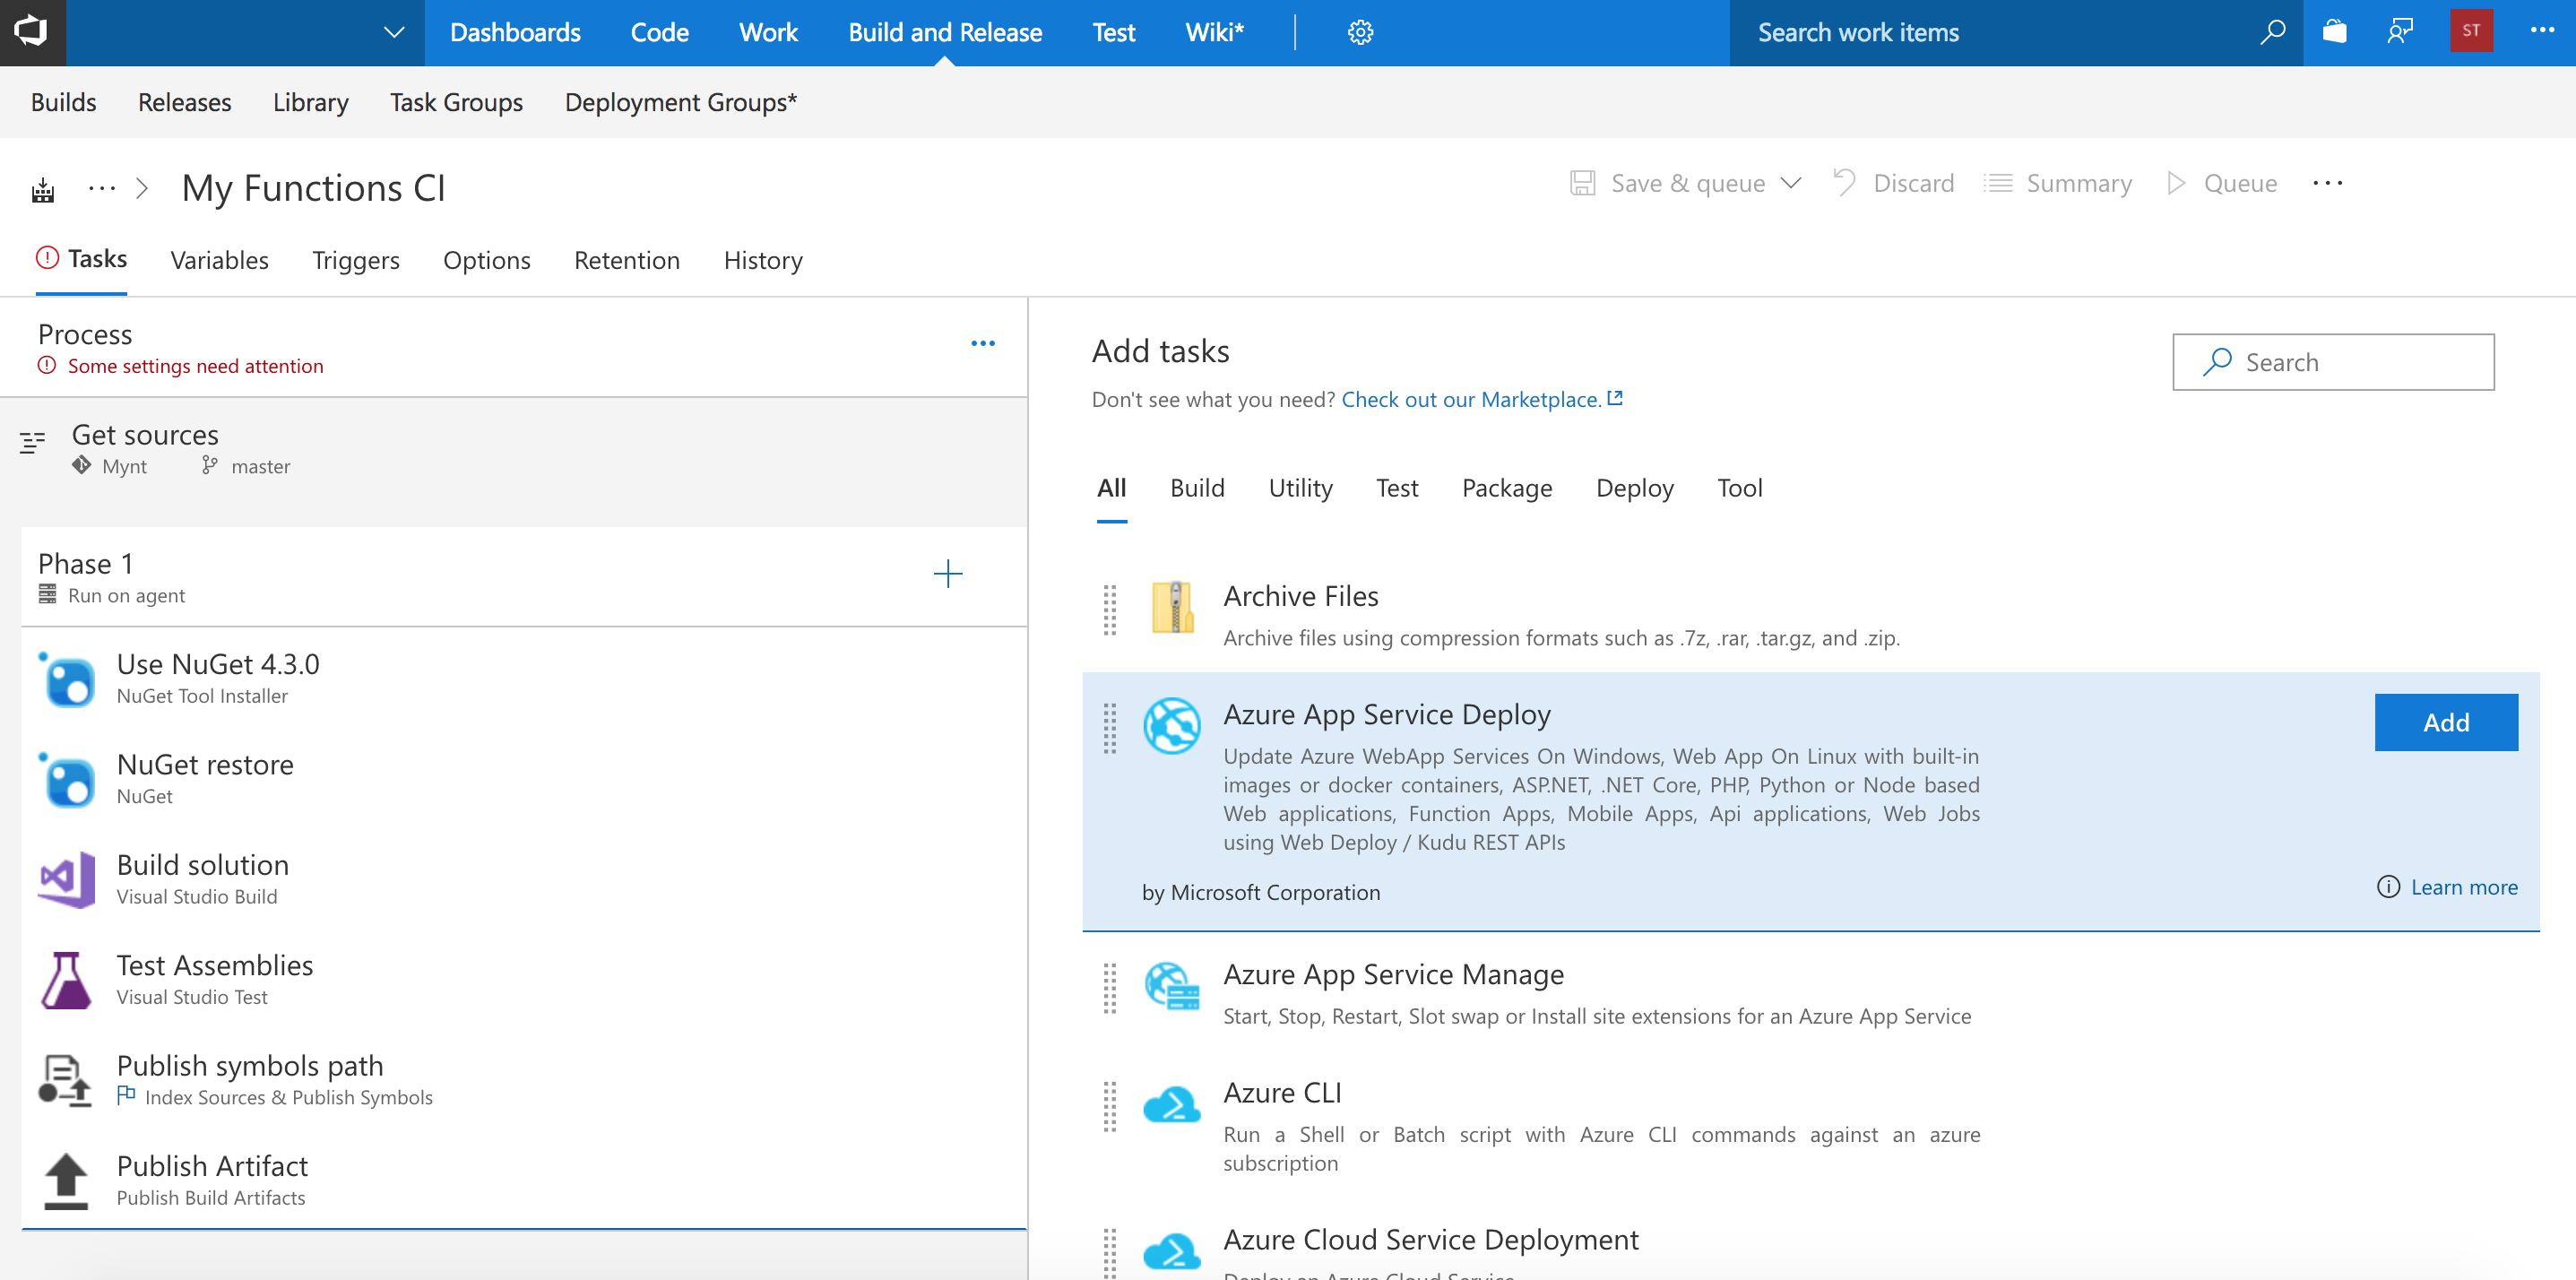 Dashboards Code Work Build and Release Test Wiki* Search work items ST
Builds Releases Library Task Groups Deployment Groups*
My Functions CI Save & queue Discard Summary Queue
Tasks Variables Triggers Options Retention History
Process
Some settings need attention
Get sources
Mynt master
Phase 1
Run on agent
Use NuGet 4.3.0
NuGet Tool Installer
NuGet restore
NuGet
Build solution
Visual Studio Build
Test Assemblies
Visual Studio Test
Publish symbols path
Index Sources & Publish Symbols
Publish Artifact
Publish Build Artifacts
Add tasks
Search
Don't see what you need? Check out our Marketplace.
All Build Utility Test Package Deploy Tool
Archive Files
Archive files using compression formats such as .7z, .rar, .tar.gz, and .zip.
Azure App Service Deploy
Add
Update Azure WebApp Services On Windows, Web App On Linux with built-in
images or docker containers, ASP.NET, .NET Core, PHP, Python or Node based
Web applications, Function Apps, Mobile Apps, Api applications, Web Jobs
using Web Deploy / Kudu REST APIs
by Microsoft Corporation
Learn more
Azure App Service Manage
Start, Stop, Restart, Slot swap or Install site extensions for an Azure App Service
Azure CLI
Run a Shell or Batch script with Azure CLI commands against an azure
subscription
Azure Cloud Service Deployment
Deploy an Azure Cloud Service